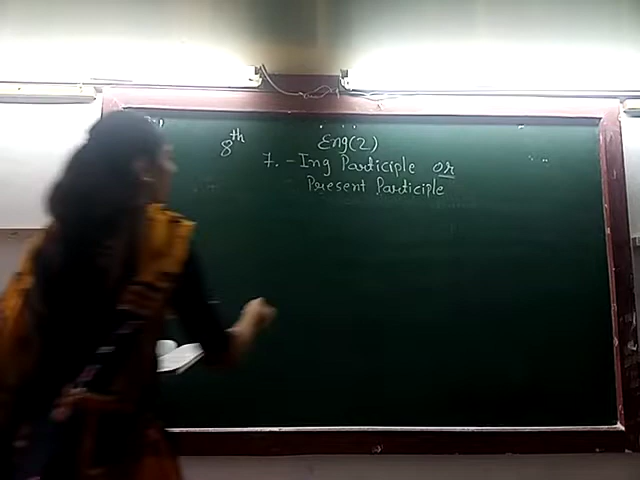 8th Eng(2)
7. - Ing Participle or
Present Participle